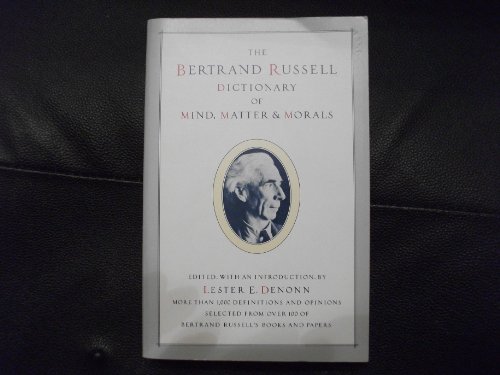 THE
BERTRAND RUSSELL
DICTIONARY
OF
MIND, MATTER & MORALS
EDITED, WITH AN INTRODUCTION, BY
LESTER E. DENONN
MORE THAN 1,000 DEFINITIONS AND OPINIONS
SELECTED FROM OVER 100 OF
BERTRAND RUSSELL'S BOOKS AND PAPERS